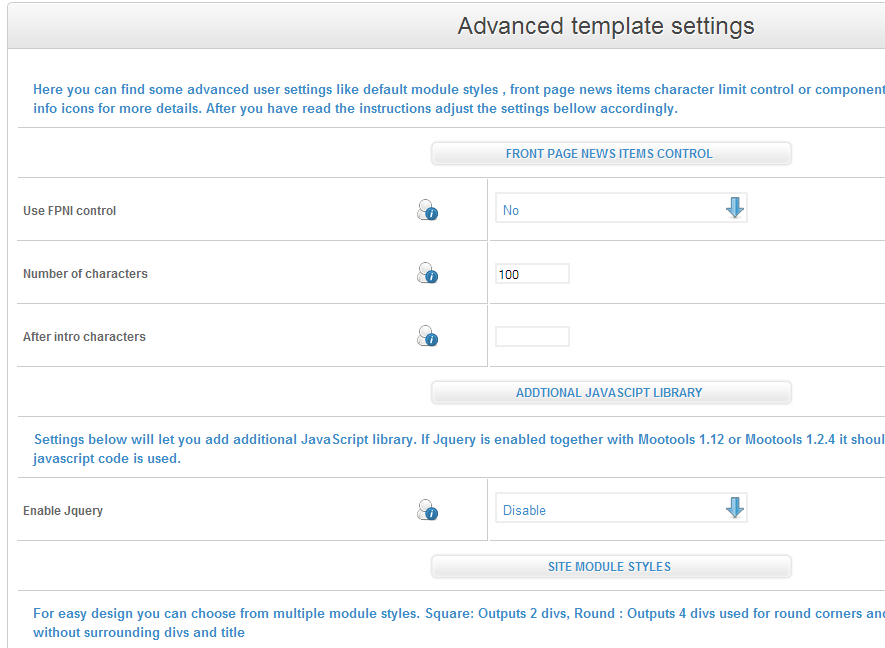 Advanced template settings
Here you can find some advanced user settings like default module styles , front page news items character limit control or component
info icons for more details. After you have read the instructions adjust the settings bellow accordingly.
FRONT PAGE NEWS ITEMS CONTROL
Use FPNI control
No
Number of characters
100
After intro characters
ADDTIONAL JAVASCIPT LIBRARY
Settings below will let you add additional JavaScript library. If Jquery is enabled together with Mootools 1.12 or Mootools 1.2.4 it shoul
javascript code is used.
Enable Jquery
Disable
SITE MODULE STYLES
For easy design you can choose from multiple module styles. Square: Outputs 2 divs, Round : Outputs 4 divs used for round corners and
without surrounding divs and title